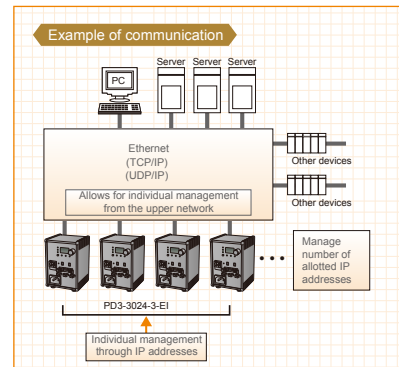 Example of communication
Server Server Server
PC
Ethernet
(TCP/IP)
(UDP/IP)
Other devices
Allows for individual management
from the upper network
Other devices
Manage
number of
allotted IP
addresses
PD3-3024-3-EI
Individual management
through IP addresses